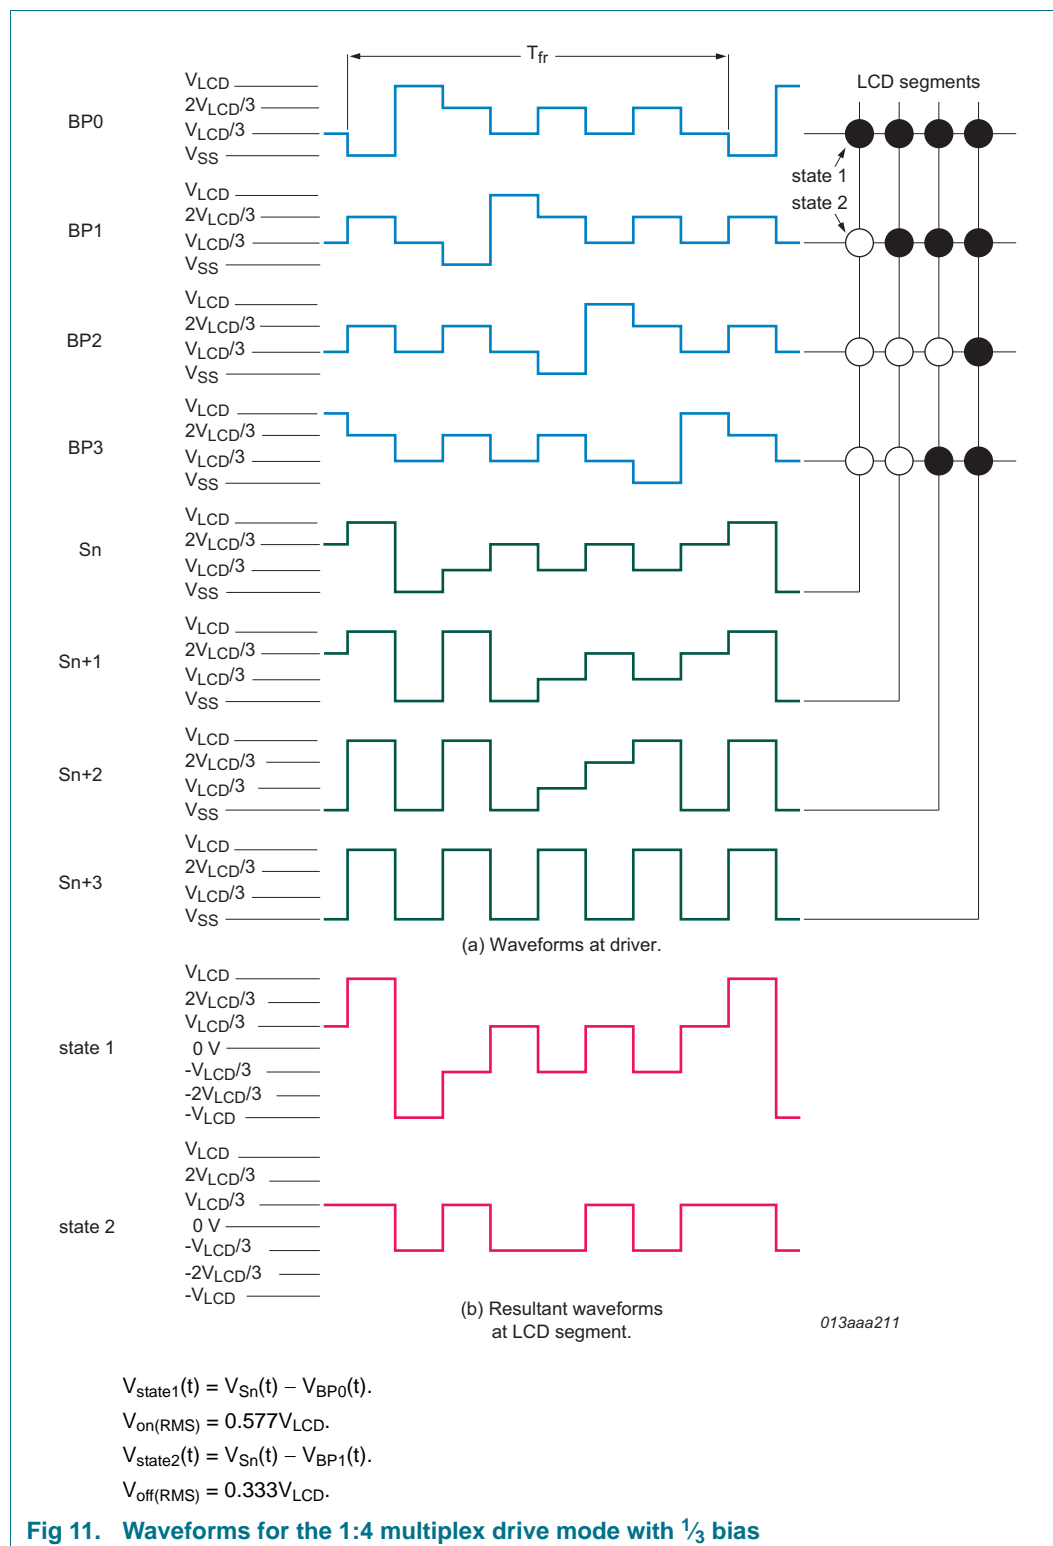 Tfr
VLCD
2VLCD/3
BP0
VLCD/3
VSS
LCD segments
state 1
state 2
VLCD
2VLCD/3
BP1
VLCD/3
VSS
VLCD
2VLCD/3
BP2
VLCD/3
VSS
VLCD
2VLCD/3
BP3
VLCD/3
VSS
VLCD
2VLCD/3
Sn
VLCD/3
VSS
VLCD
2VLCD/3
Sn+1
VLCD/3
VSS
VLCD
2VLCD/3
Sn+2
VLCD/3
VSS
VLCD
2VLCD/3
Sn+3
VLCD/3
VSS
(a) Waveforms at driver.
VLCD
2VLCD/3
VLCD/3
state 1
0 V
-VLCD/3
-2VLCD/3
-VLCD
VLCD
2VLCD/3
VLCD/3
state 2
0 V
-VLCD/3
-2VLCD/3
-VLCD
(b) Resultant waveforms
at LCD segment.
013aaa211
Vstate1(t) = VSn(t) − VBP0(t).
Von(RMS) = 0.577VLCD.
Vstate2(t) = VSn(t) − VBP1(t).
Voff(RMS) = 0.333VLCD.
Fig 11. Waveforms for the 1:4 multiplex drive mode with 1⁄3 bias